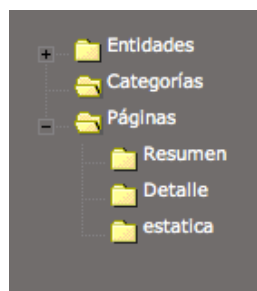 Entidades
Categorías
Páginas
Resumen
Detalle
estatica